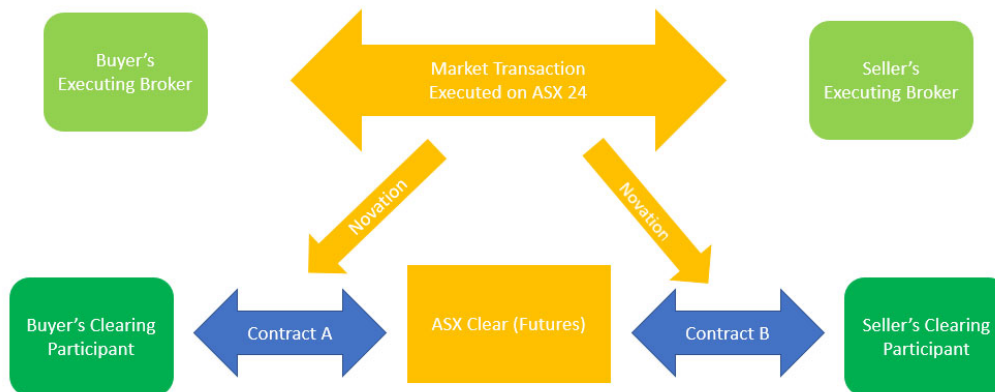 Buyer's
Executing Broker
Market Transaction
Executed on ASX 24
Seller's
Executing Broker
Novation
Novation
Buyer's Clearing
Participant
Contract A
ASX Clear (Futures)
Contract B
Seller's Clearing
Participant